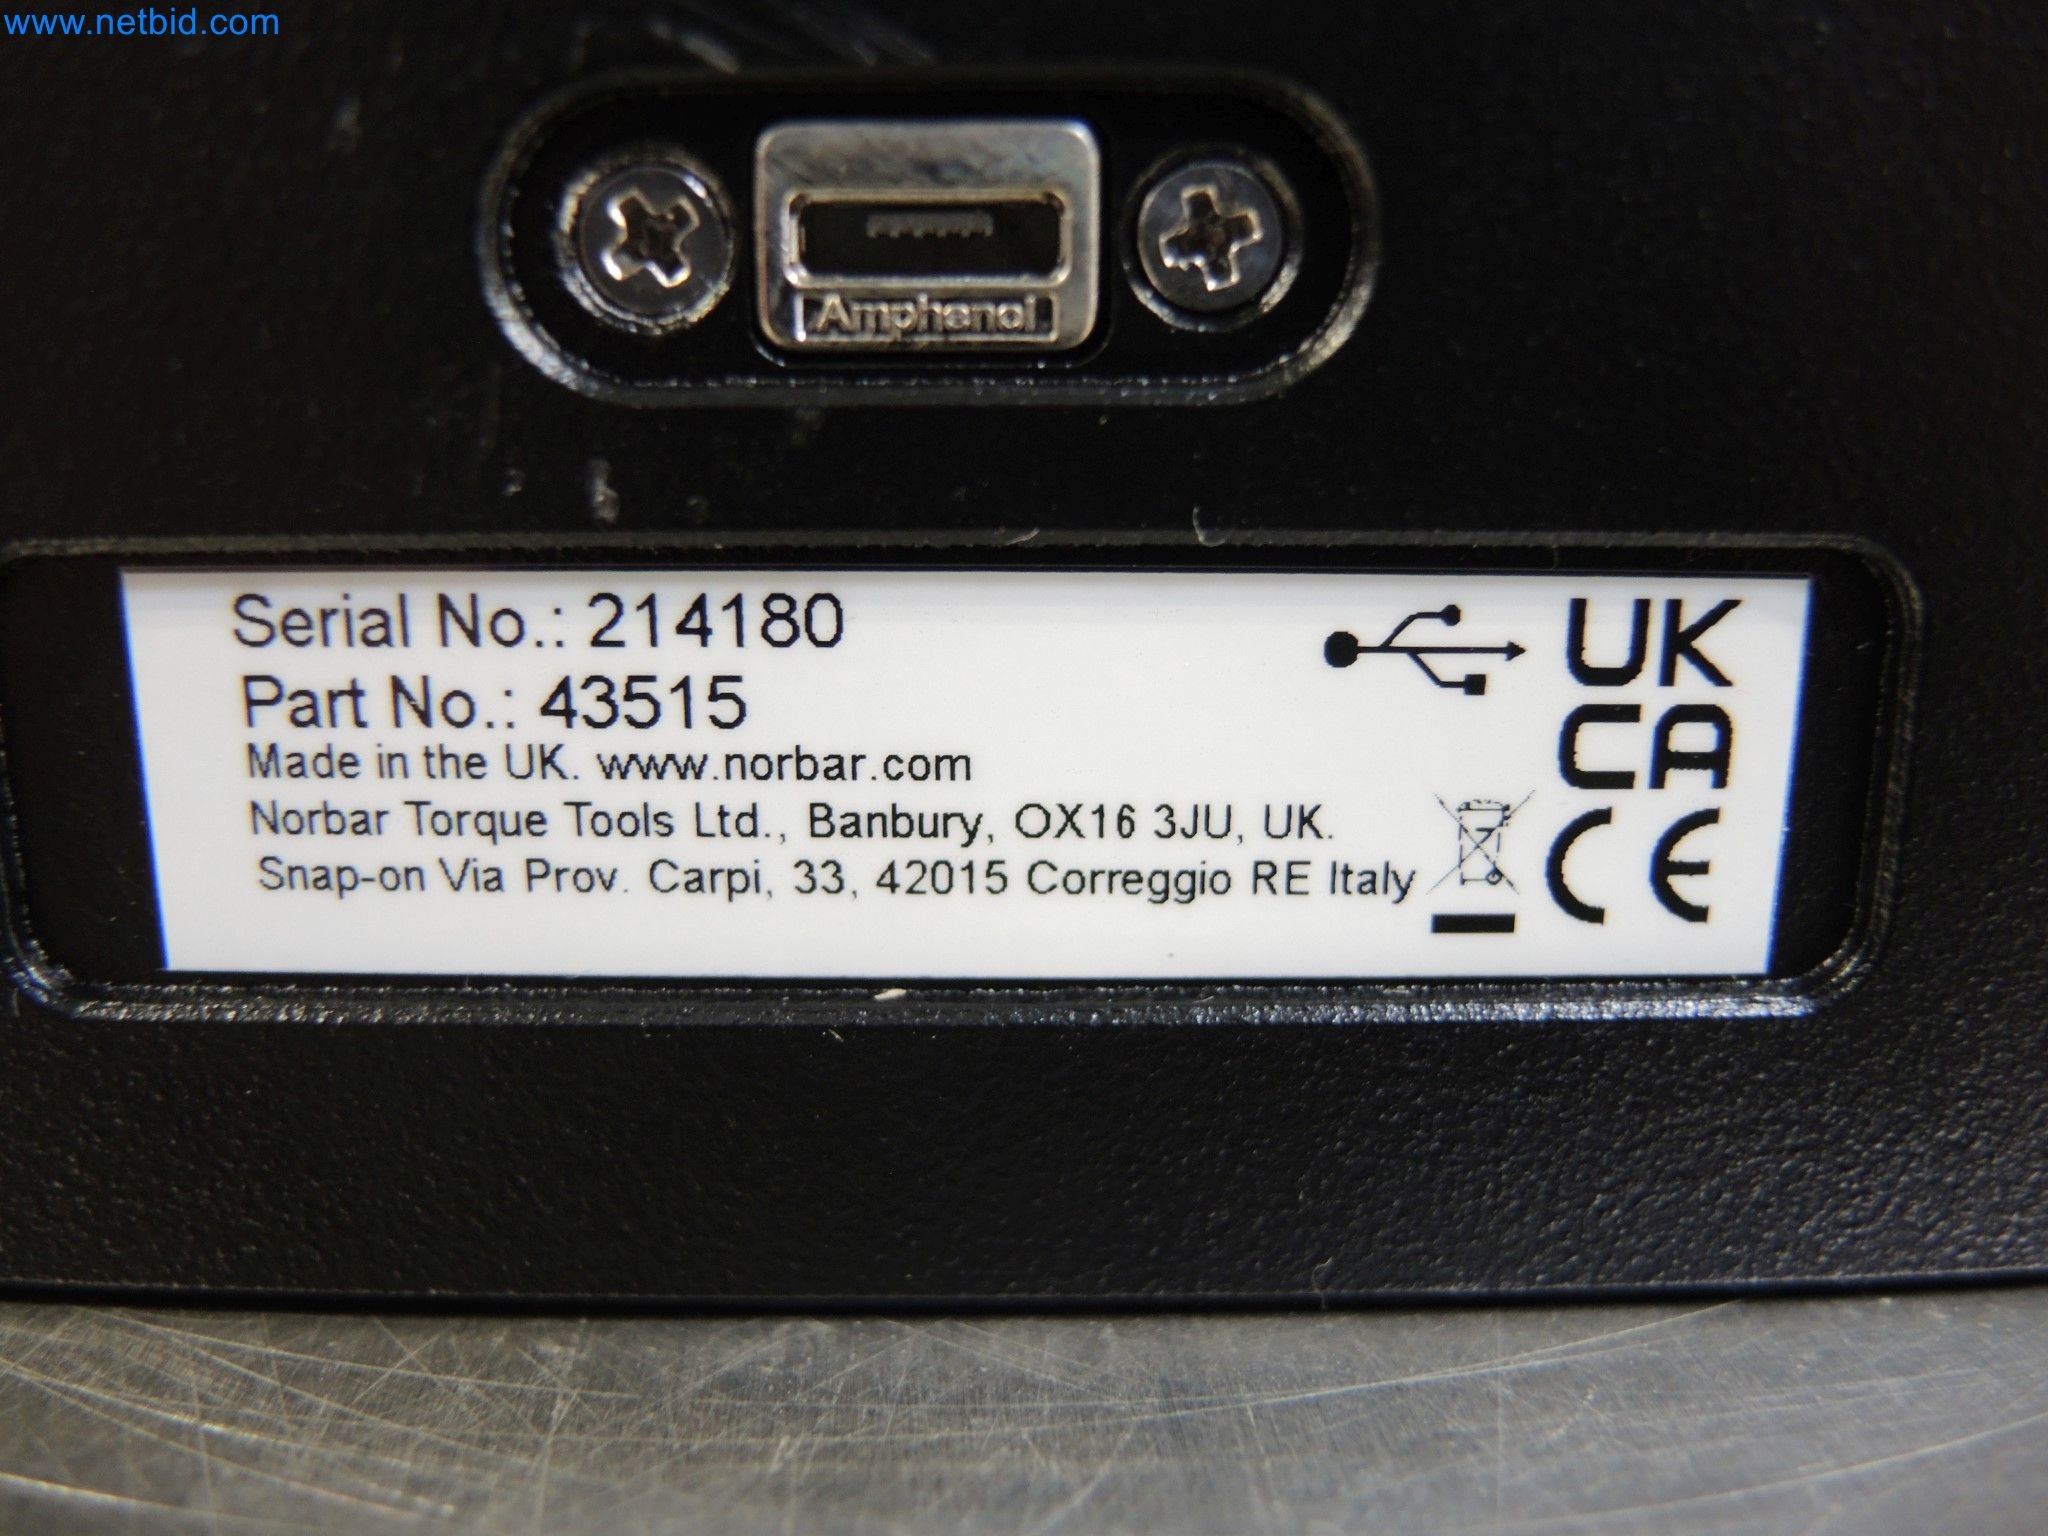 www.netbid.com
Amphenol
Serial No.: 214180
Part No.: 43515
Made in the UK. www.norbar.com
Norbar Torque Tools Ltd., Banbury, OX16 3JU, UK.
Snap-on Via Prov. Carpi, 33, 42015 Correggio RE Italy
UK
CA
CE